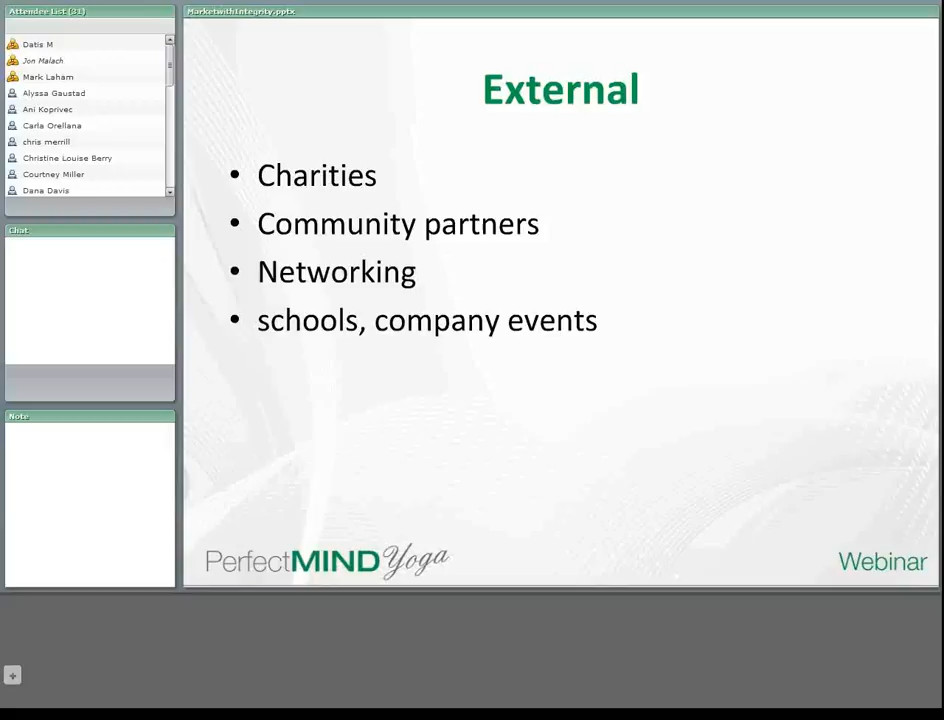 Attendee List (31)
Datis M
Jon Malach
Mark Laham
Alyssa Gaustad
Ani Koprivec
Carla Orellana
chris merrill
Christine Louise Berry
Courtney Miller
Dana Davis
Chat
Note
MarketwithIntegrity.pptx
External
• Charities
• Community partners
• Networking
• schools, company events
PerfectMIND Yoga
Webinar